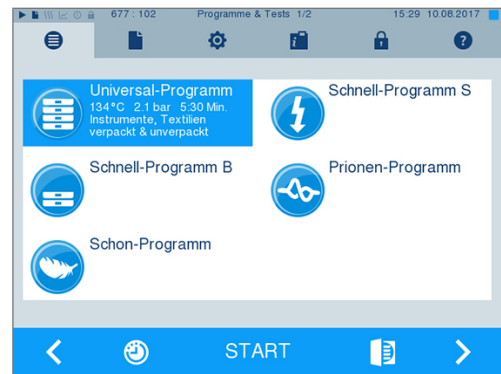 677 : 102 Programme & Tests 1/2 15:29 10.08.2017
Universal-Programm
134°C 2.1 bar 5:30 Min.
Instrumente, Textilien
verpackt & unverpackt
Schnell-Programm S
Schnell-Programm B
Prionen-Programm
Schon-Programm
START